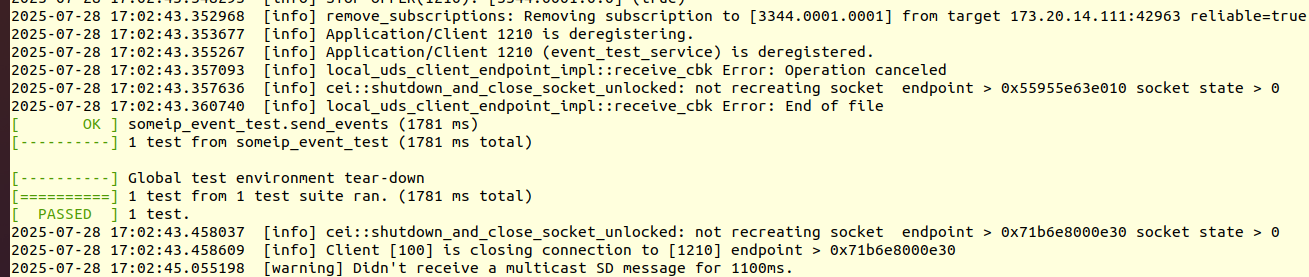 2025-07-28 17:02:43.352968  [info] remove_subscriptions: Removing subscription to [3344.0001.0001] from target 173.20.14.111:42963 reliable=true
2025-07-28 17:02:43.353677  [info] Application/Client 1210 is deregistering.
2025-07-28 17:02:43.355267  [info] Application/Client 1210 (event_test_service) is deregistered.
2025-07-28 17:02:43.357093  [info] local_uds_client_endpoint_impl::receive_cbk Error: Operation canceled
2025-07-28 17:02:43.357636  [info] cei::shutdown_and_close_socket_unlocked: not recreating socket  endpoint > 0x55955e63e010 socket state > 0
2025-07-28 17:02:43.360740  [info] local_uds_client_endpoint_impl::receive_cbk Error: End of file
[       OK ] someip_event_test.send_events (1781 ms)
[----------] 1 test from someip_event_test (1781 ms total)
[----------] Global test environment tear-down
[==========] 1 test from 1 test suite ran. (1781 ms total)
[  PASSED  ] 1 test.
2025-07-28 17:02:43.458037  [info] cei::shutdown_and_close_socket_unlocked: not recreating socket  endpoint > 0x71b6e8000e30 socket state > 0
2025-07-28 17:02:43.458609  [info] Client [100] is closing connection to [1210] endpoint > 0x71b6e8000e30
2025-07-28 17:02:45.055198  [warning] Didn't receive a multicast SD message for 1100ms.